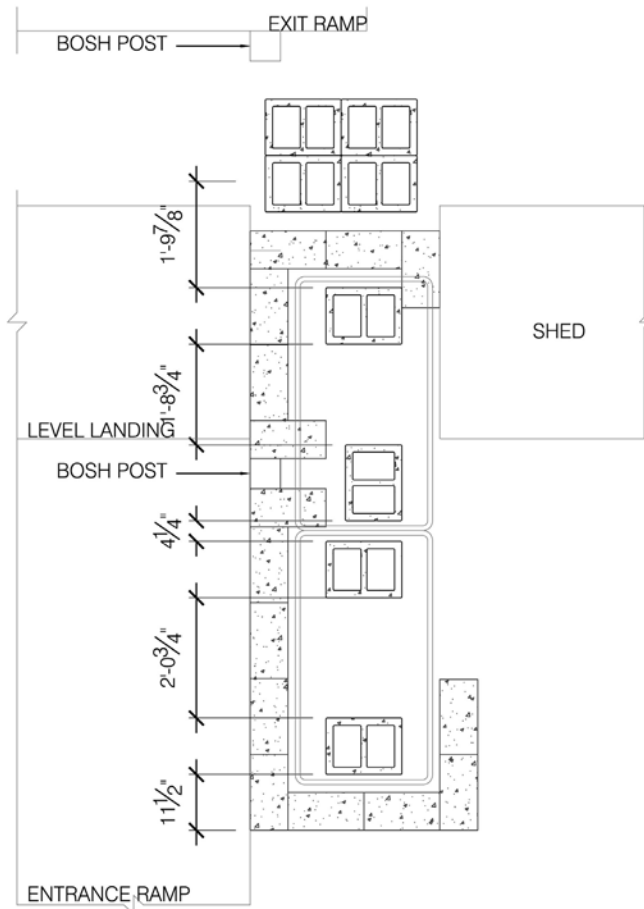 EXIT RAMP
BOSH POST
1'-9⅞"
1'-8¾"
SHED
LEVEL LANDING
BOSH POST
4¼"
2'-0¾"
11½"
ENTRANCE RAMP